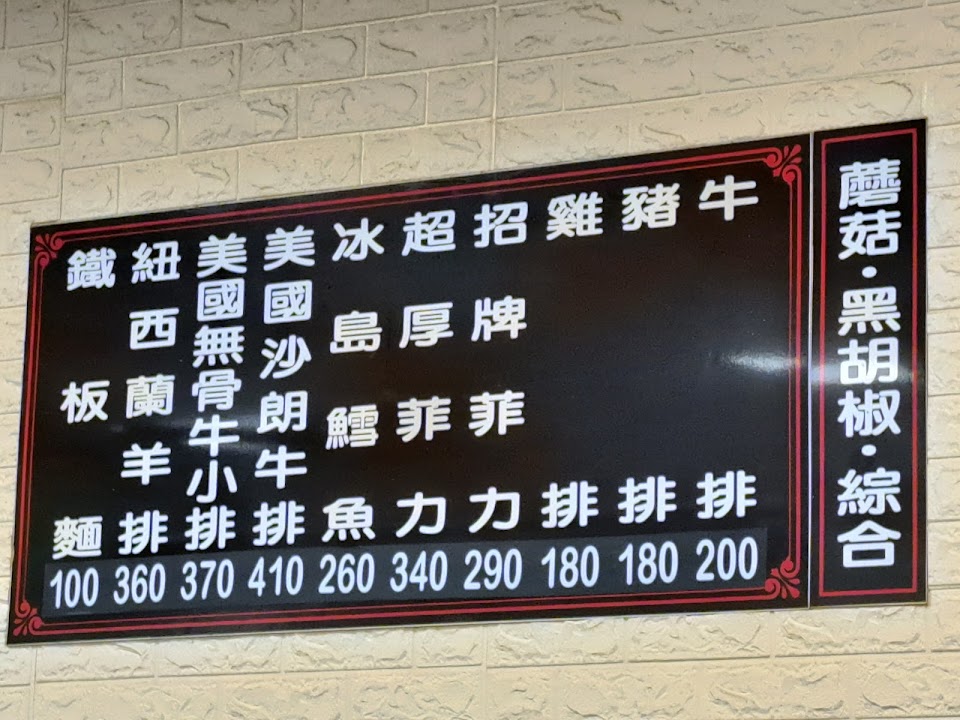 蘑菇·黑胡椒·綜合
牛排 200
豬排 180
雞排 180
招牌菲力 290
超厚菲力 340
冰島鱈魚 260
美國沙朗牛排 410
美國無骨牛小排 370
紐西蘭羊排 360
鐵板麵 100